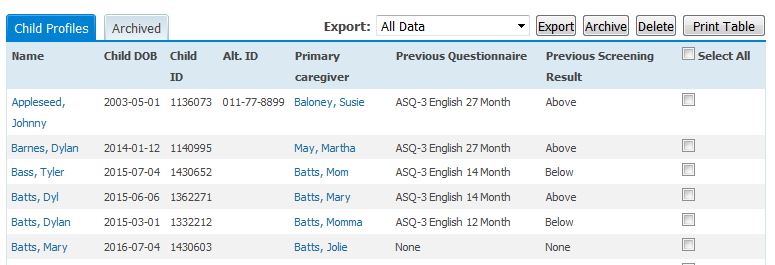 Child Profiles Archived Export: All Data Export Archive Delete Print Table
Name Child DOB Child ID Alt. ID Primary caregiver Previous Questionnaire Previous Screening Result Select All
Appleseed, Johnny 2003-05-01 1136073 011-77-8899 Baloney, Susie ASQ-3 English 27 Month Above
Barnes, Dylan 2014-01-12 1140995 May, Martha ASQ-3 English 27 Month Above
Bass, Tyler 2015-07-04 1430652 Batts, Mom ASQ-3 English 14 Month Below
Batts, Dyl 2015-06-06 1362271 Batts, Mary ASQ-3 English 14 Month Above
Batts, Dylan 2015-03-01 1332212 Batts, Momma ASQ-3 English 12 Month Below
Batts, Mary 2016-07-04 1430603 Batts, Jolie None None